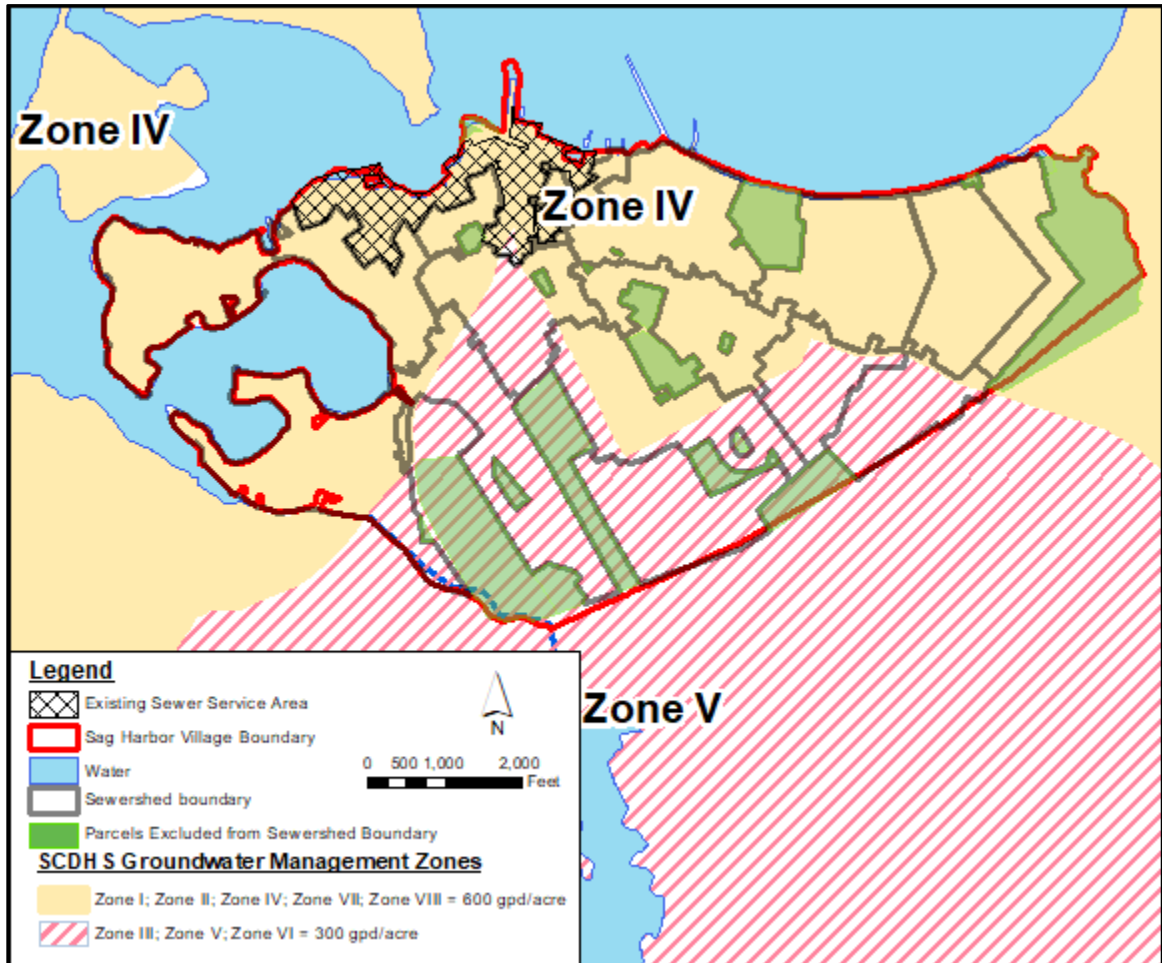 Zone IV
Zone IV
Zone V
Legend
Existing Sewer Service Area
Sag Harbor Village Boundary
Water
Sewershed boundary
Parcels Excluded from Sewershed Boundary
N
0 500 1,000 2,000
Feet
SCDH S Groundwater Management Zones
Zone I; Zone II; Zone IV; Zone VII; Zone VIII = 600 gpd/acre
Zone III; Zone V; Zone VI = 300 gpd/acre